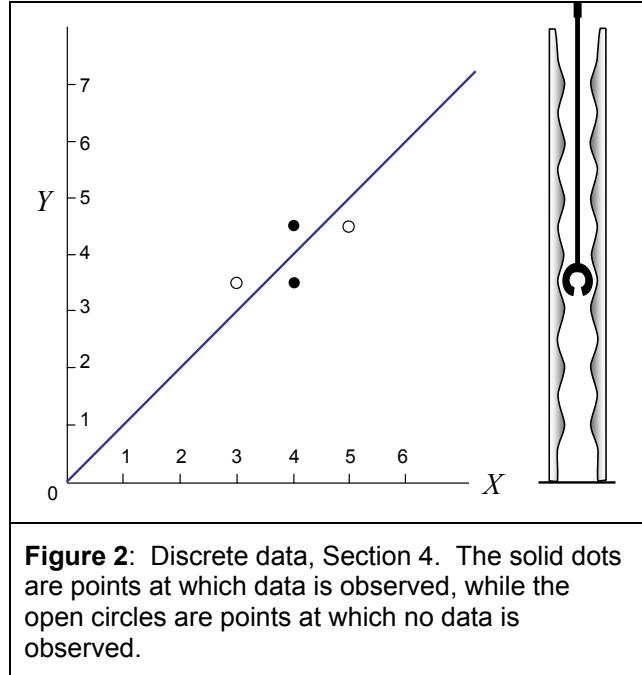 7
6
5
Y
4
3
2
1
1 2 3 4 5 6
X
0
Figure 2: Discrete data, Section 4. The solid dots
are points at which data is observed, while the
open circles are points at which no data is
observed.